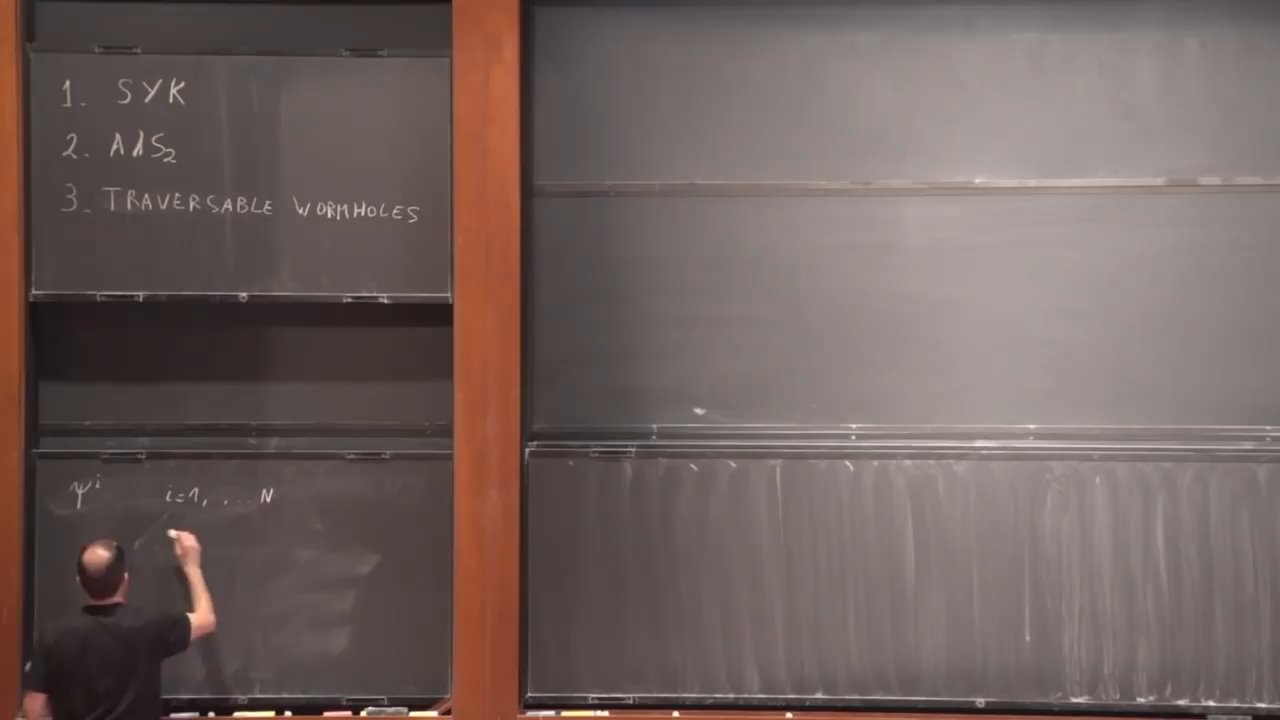 1. SYK
2. AdS₂
3. TRAVERSABLE WORMHOLES
ψⁱ i=1, ... N